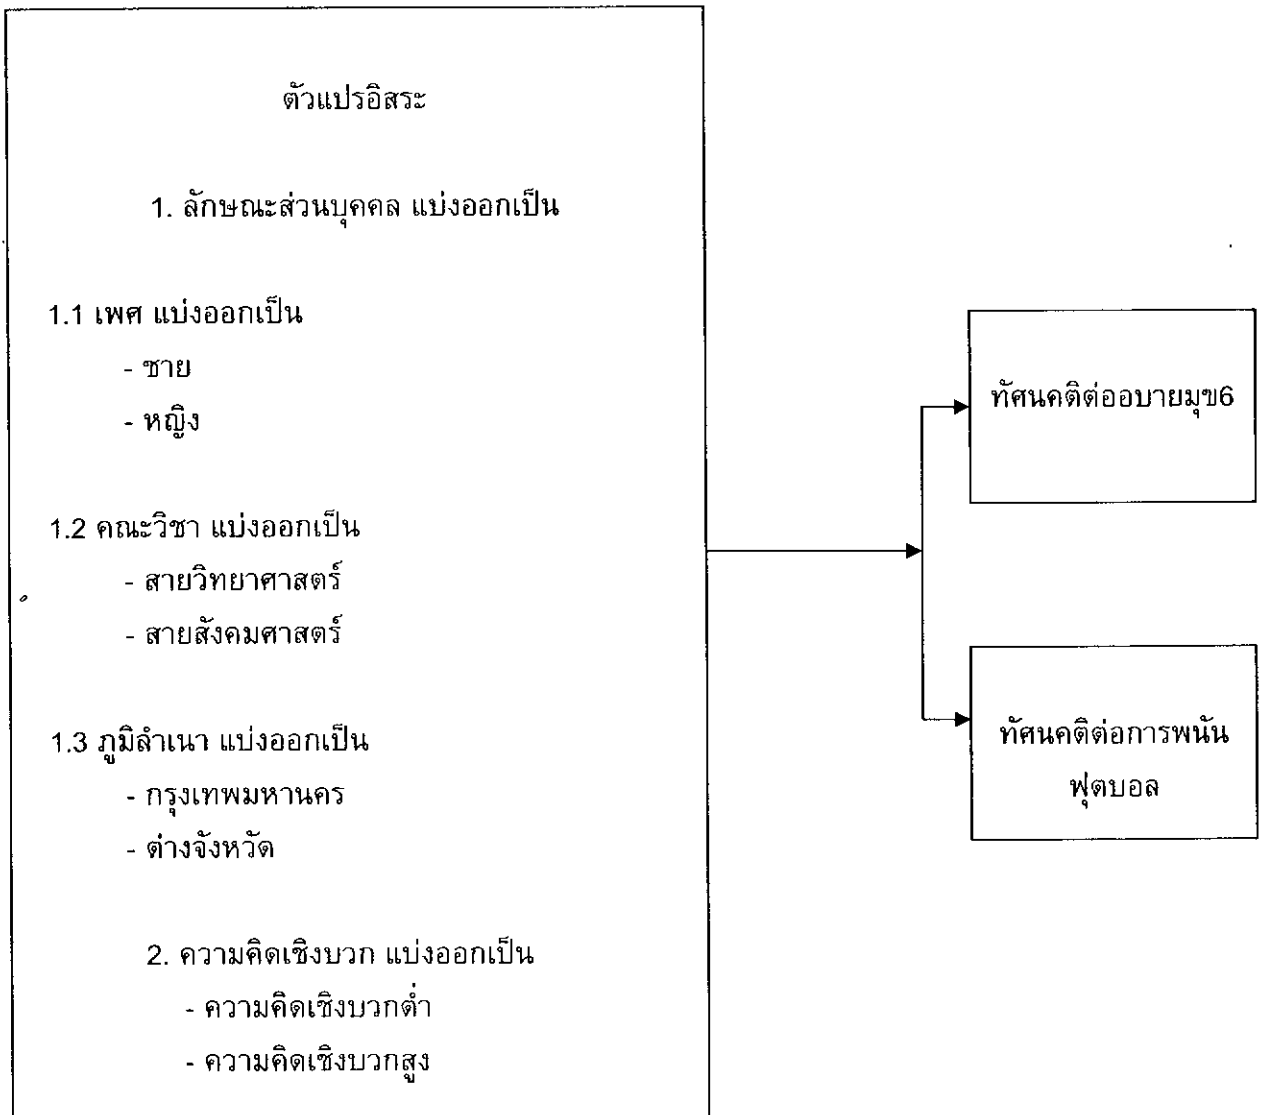 ตัวแปรอิสระ
1. ลักษณะส่วนบุคคล แบ่งออกเป็น
1.1 เพศ แบ่งออกเป็น
- ชาย
- หญิง
1.2 คณะวิชา แบ่งออกเป็น
- สายวิทยาศาสตร์
- สายสังคมศาสตร์
1.3 ภูมิลำเนา แบ่งออกเป็น
- กรุงเทพมหานคร
- ต่างจังหวัด
2. ความคิดเชิงบวก แบ่งออกเป็น
- ความคิดเชิงบวกต่ำ
- ความคิดเชิงบวกสูง
ทัศนคติต่ออบายมุข6
ทัศนคติต่อการพนัน
ฟุตบอล